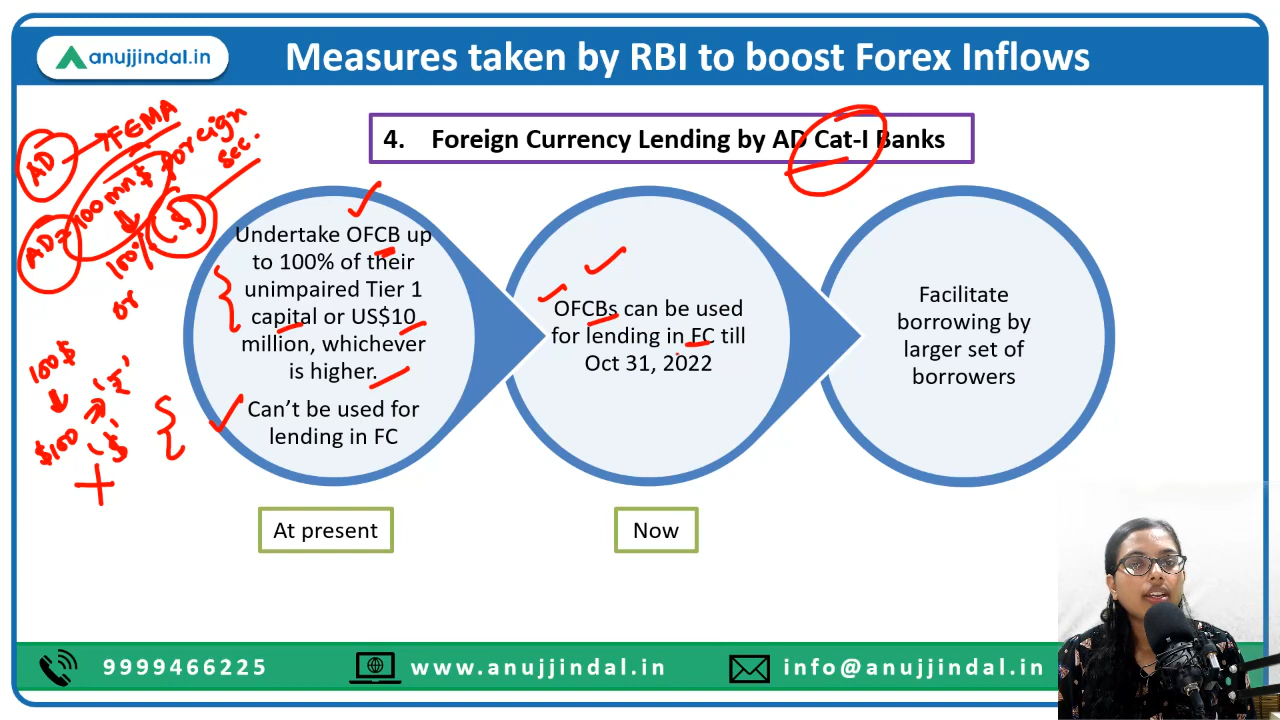 anujjindal.in
Measures taken by RBI to boost Forex Inflows
4. Foreign Currency Lending by AD Cat-I Banks
AD → FEMA
AD = 100 mn $ foreign
sec.
($)
100%
or
100$
$100
'₹'
'$'
Undertake OFCB up
to 100% of their
unimpaired Tier 1
capital or US$10
million, whichever
is higher.
Can't be used for
lending in FC
OFCBs can be used
for lending in FC till
Oct 31, 2022
Facilitate
borrowing by
larger set of
borrowers
At present
Now
9999466225
www.anujjindal.in
info@anujjindal.in